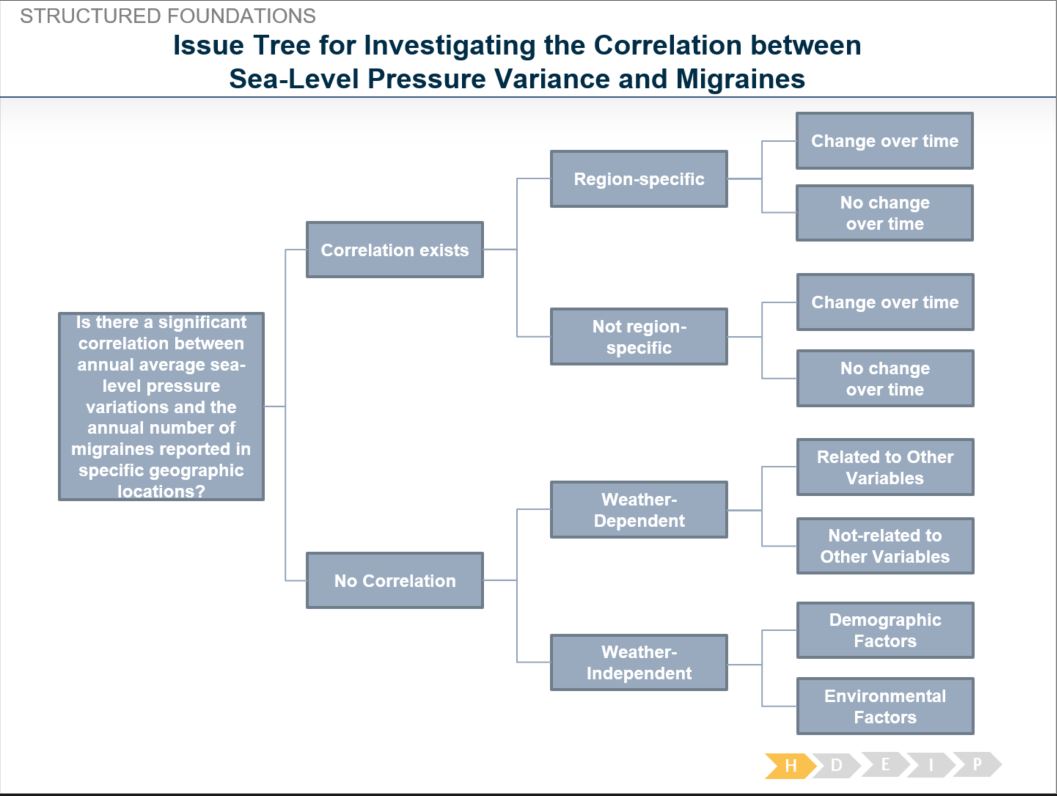 STRUCTURED FOUNDATIONS
Issue Tree for Investigating the Correlation between
Sea-Level Pressure Variance and Migraines
Is there a significant
correlation between
annual average sea-
level pressure
variations and the
annual number of
migraines reported in
specific geographic
locations?
Correlation exists
No Correlation
Region-specific
Not region-
specific
Weather-
Dependent
Weather-
Independent
Change over time
No change
over time
Change over time
No change
over time
Related to Other
Variables
Not-related to
Other Variables
Demographic
Factors
Environmental
Factors
H D E I P